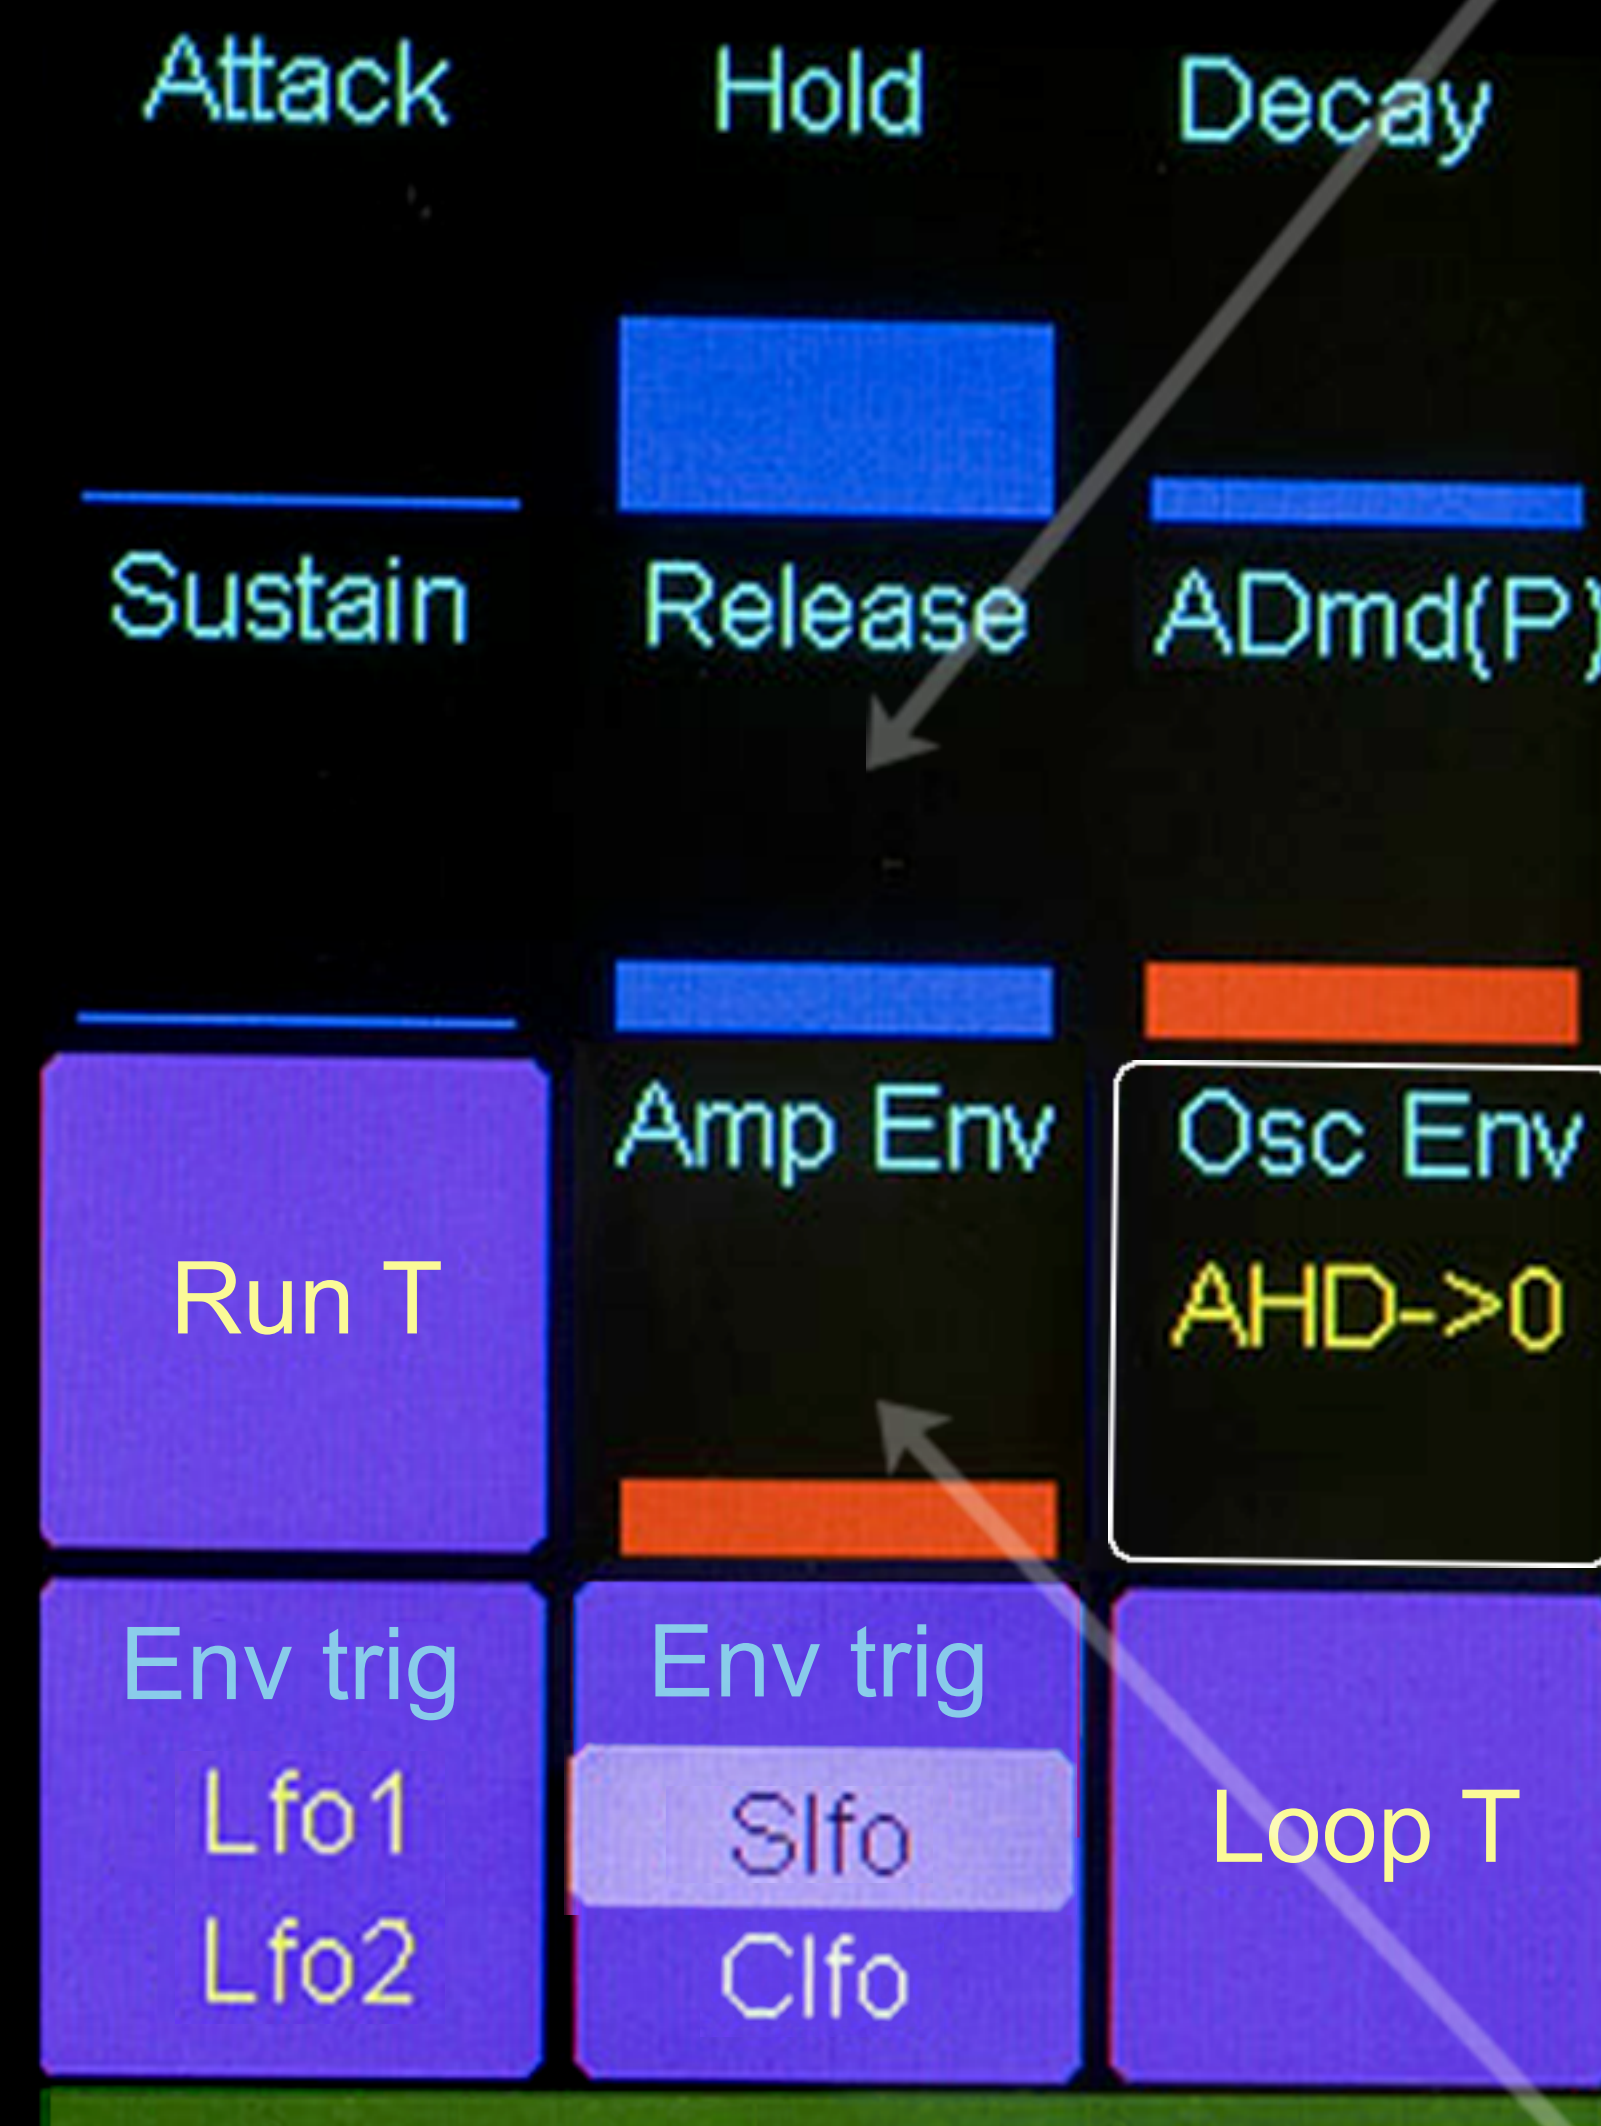 Attack Hold Decay
Sustain Release ADmd(P)
Amp Env Osc Env
Run T AHD->0
Env trig Env trig
Lfo1 Slfo Loop T
Lfo2 Clfo